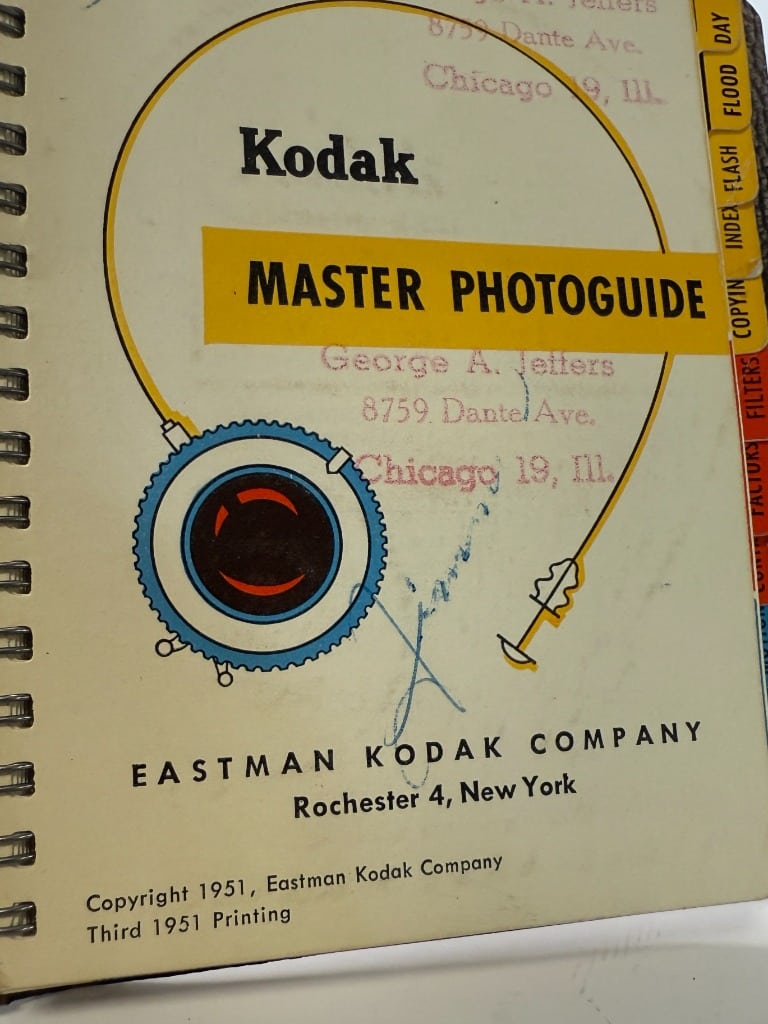 A. Jeffers
8759 Dante Ave.
Chicago 19, Ill.
Kodak
MASTER PHOTOGUIDE
George A. Jeffers
8759 Dante Ave.
Chicago 19, Ill.
EASTMAN KODAK COMPANY
Rochester 4, New York
Copyright 1951, Eastman Kodak Company
Third 1951 Printing
DAY
FLOOD
FLASH
INDEX
COPYIN
FILTERS
FACTORS